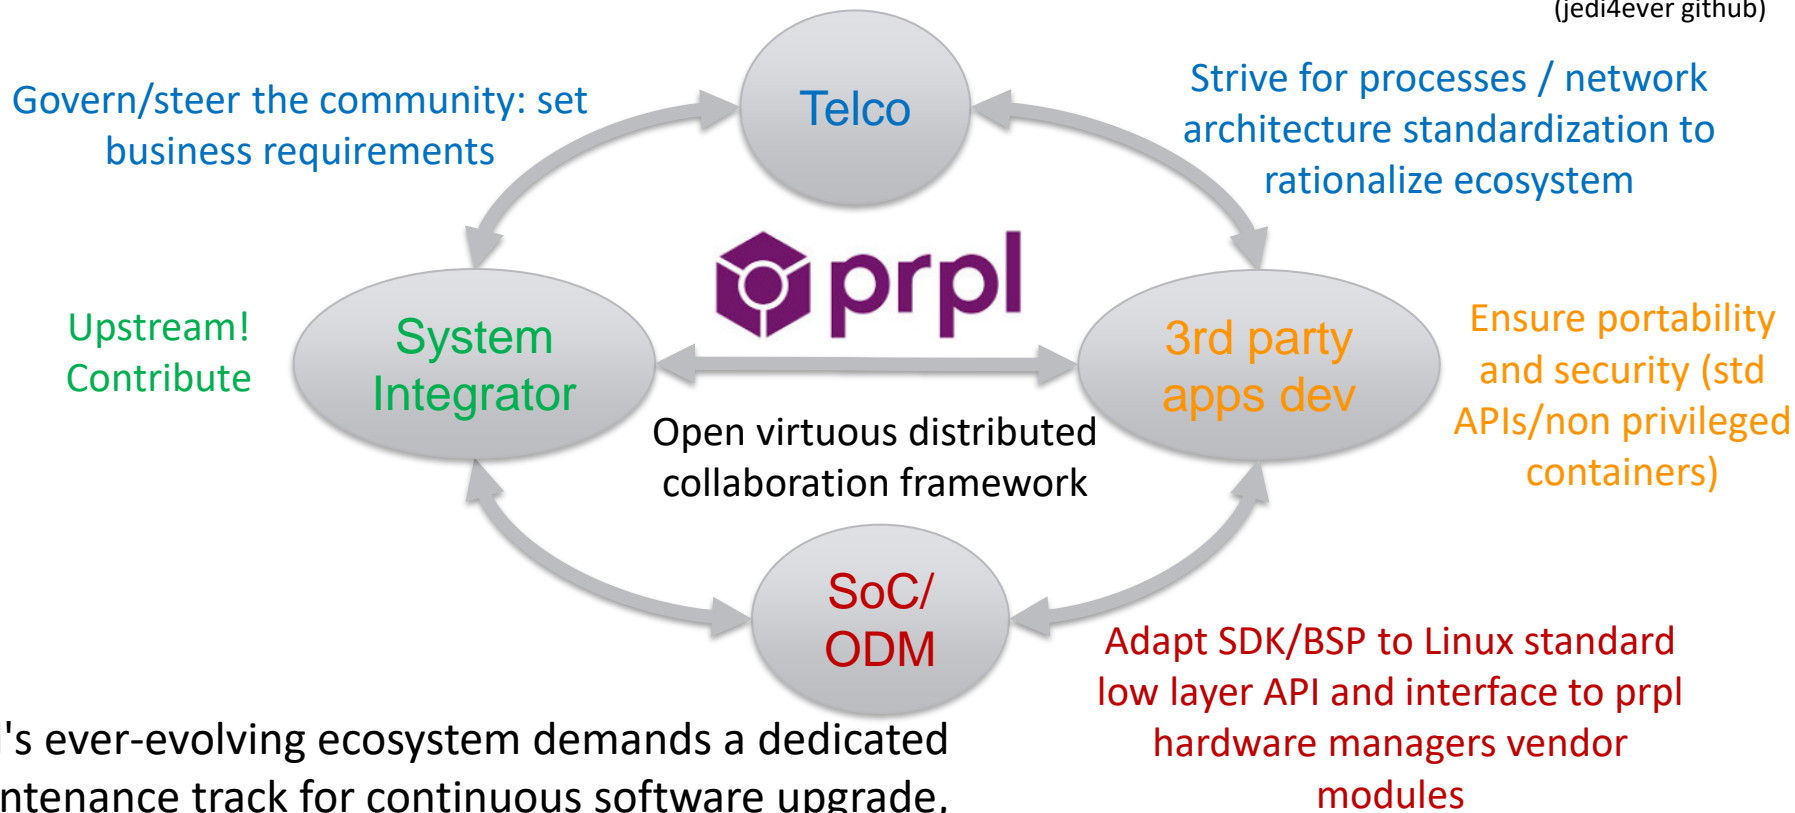 (jedi4ever github)
Telco
Govern/steer the community: set
business requirements
Strive for processes / network
architecture standardization to
rationalize ecosystem
prpl
Upstream!
Contribute
System
Integrator
3rd party
apps dev
Ensure portability
and security (std
APIs/non privileged
containers)
Open virtuous distributed
collaboration framework
SoC/
ODM
Adapt SDK/BSP to Linux standard
low layer API and interface to prpl
hardware managers vendor
modules
's ever-evolving ecosystem demands a dedicated
ntenance track for continuous software upgrade,